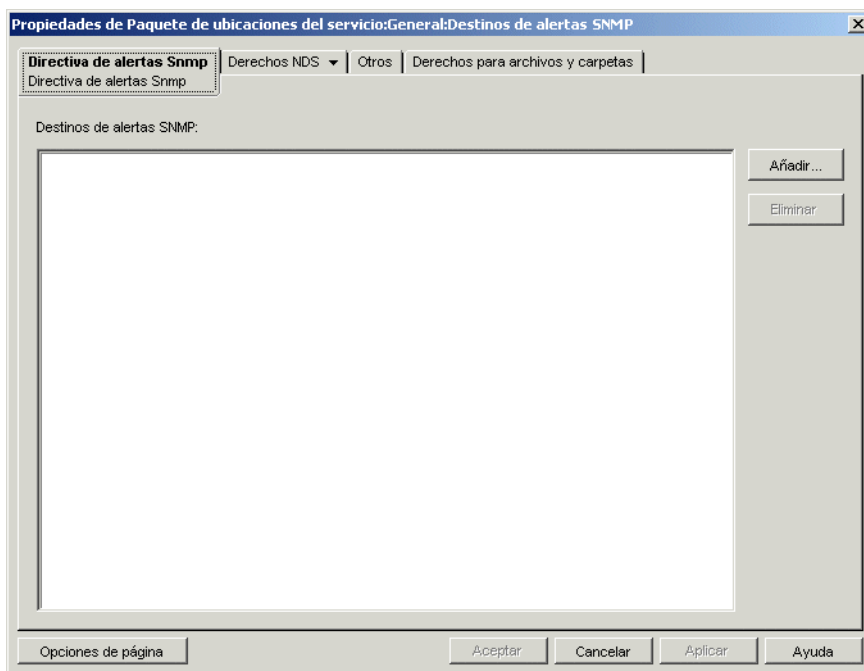 Propiedades de Paquete de ubicaciones del servicio:General:Destinos de alertas SNMP
Directiva de alertas Snmp Derechos NDS Otros Derechos para archivos y carpetas
Directiva de alertas Snmp
Destinos de alertas SNMP:
Añadir...
Eliminar
Opciones de página Aceptar Cancelar Aplicar Ayuda